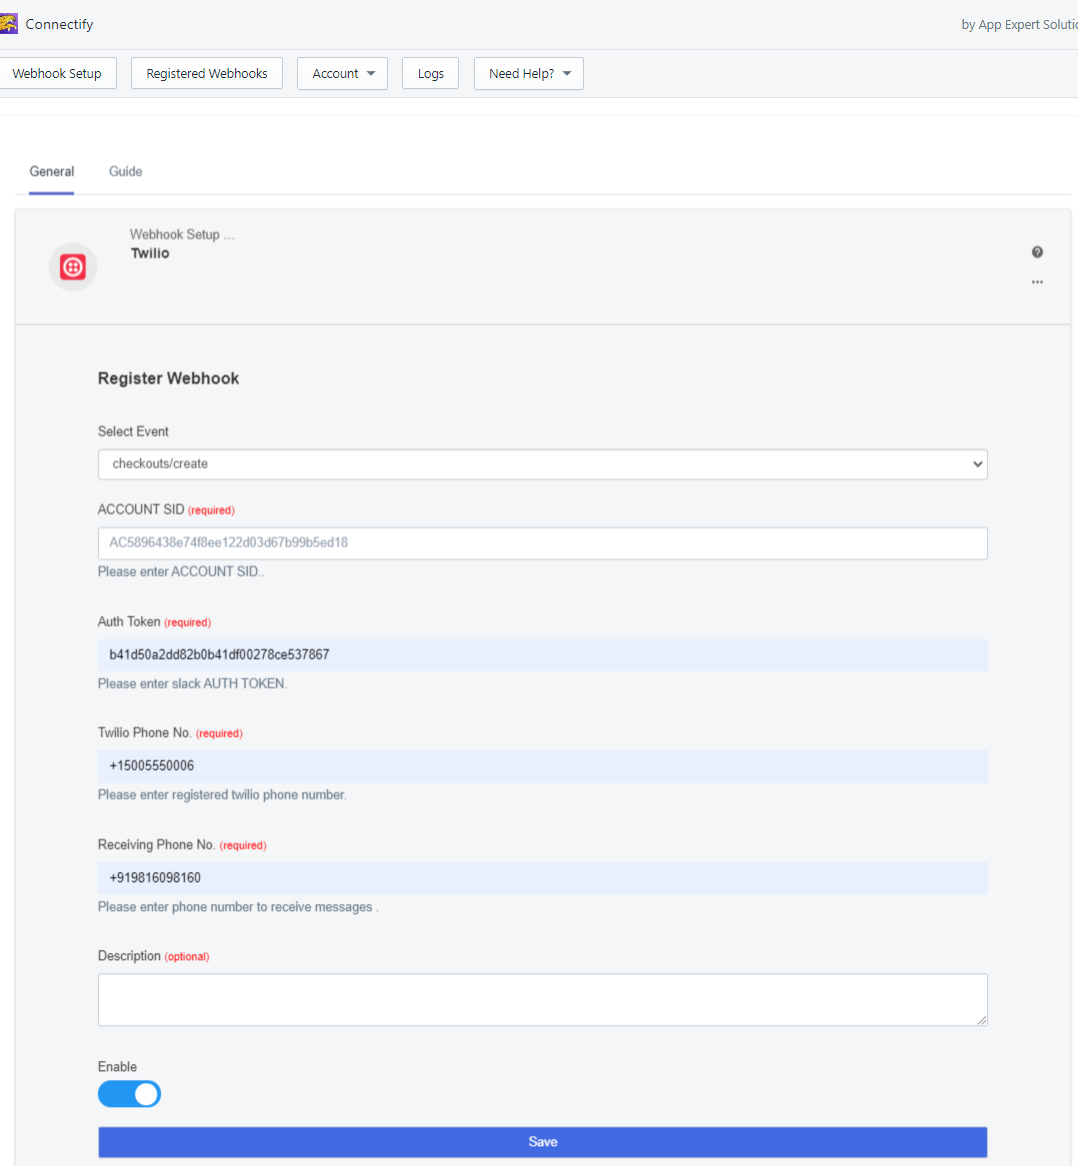 Connectify
by App Expert Solutio
Webhook Setup
Registered Webhooks
Account
Logs
Need Help?
General
Guide
Webhook Setup ...
Twilio
Register Webhook
Select Event
checkouts/create
ACCOUNT SID (required)
AC5896438e74f8ee122d03d67b99b5ed18
Please enter ACCOUNT SID..
Auth Token (required)
b41d50a2dd82b0b41df00278ce537867
Please enter slack AUTH TOKEN.
Twilio Phone No. (required)
+15005550006
Please enter registered twilio phone number.
Receiving Phone No. (required)
+919816098160
Please enter phone number to receive messages .
Description (optional)
Enable
Save